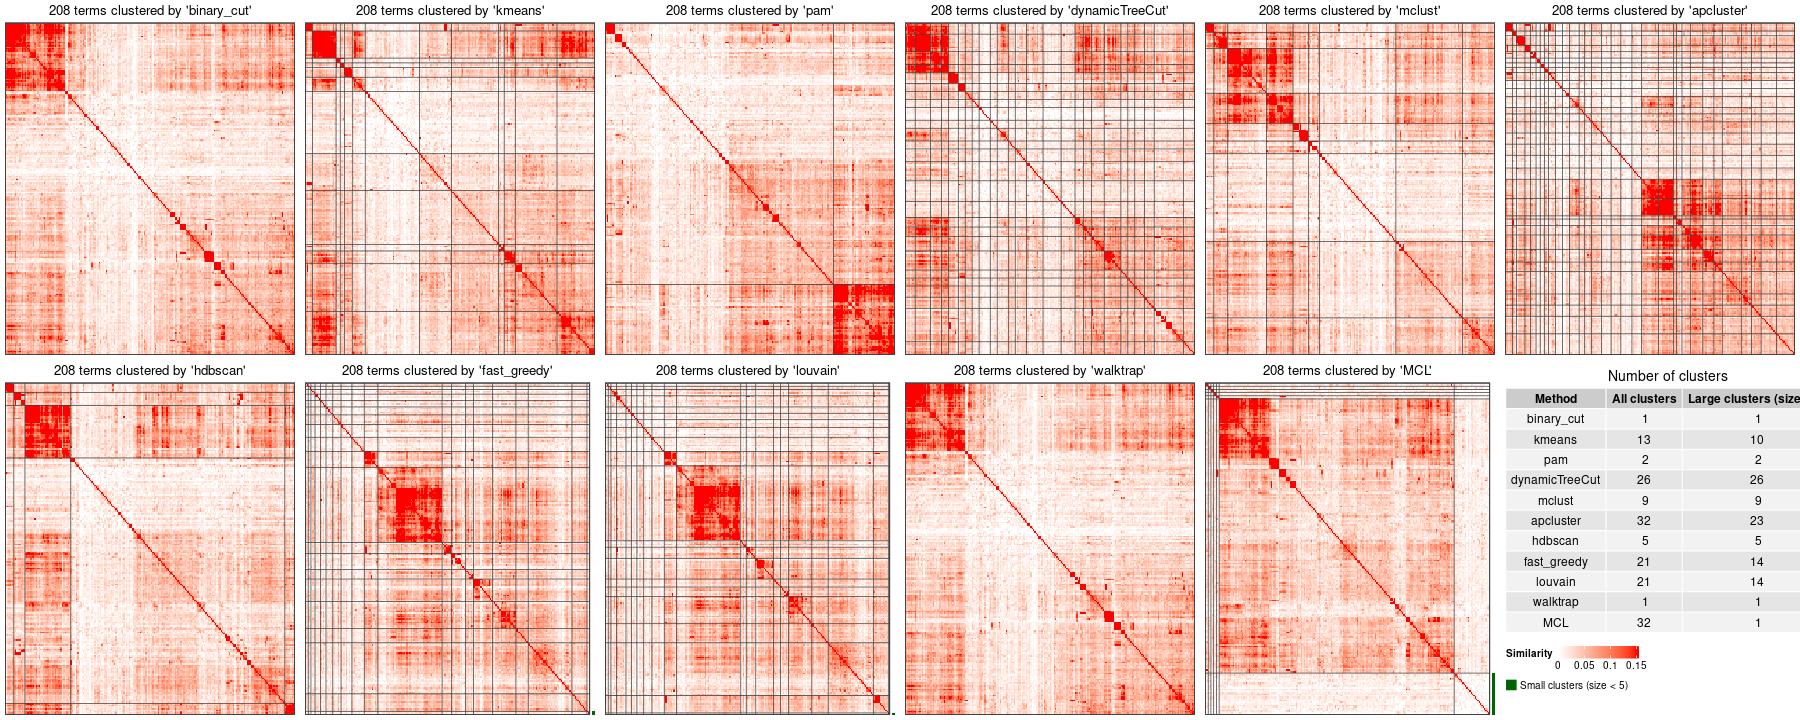 208 terms clustered by 'binary_cut'
208 terms clustered by 'kmeans'
208 terms clustered by 'pam'
208 terms clustered by 'dynamicTreeCut'
208 terms clustered by 'mclust'
208 terms clustered by 'apcluster'
208 terms clustered by 'hdbscan'
208 terms clustered by 'fast_greedy'
208 terms clustered by 'louvain'
208 terms clustered by 'walktrap'
208 terms clustered by 'MCL'
Number of clusters
Method All clusters Large clusters (size
binary_cut 1 1
kmeans 13 10
pam 2 2
dynamicTreeCut 26 26
mclust 9 9
apcluster 32 23
hdbscan 5 5
fast_greedy 21 14
louvain 21 14
walktrap 1 1
MCL 32 1
Similarity
0 0.05 0.1 0.15
Small clusters (size < 5)